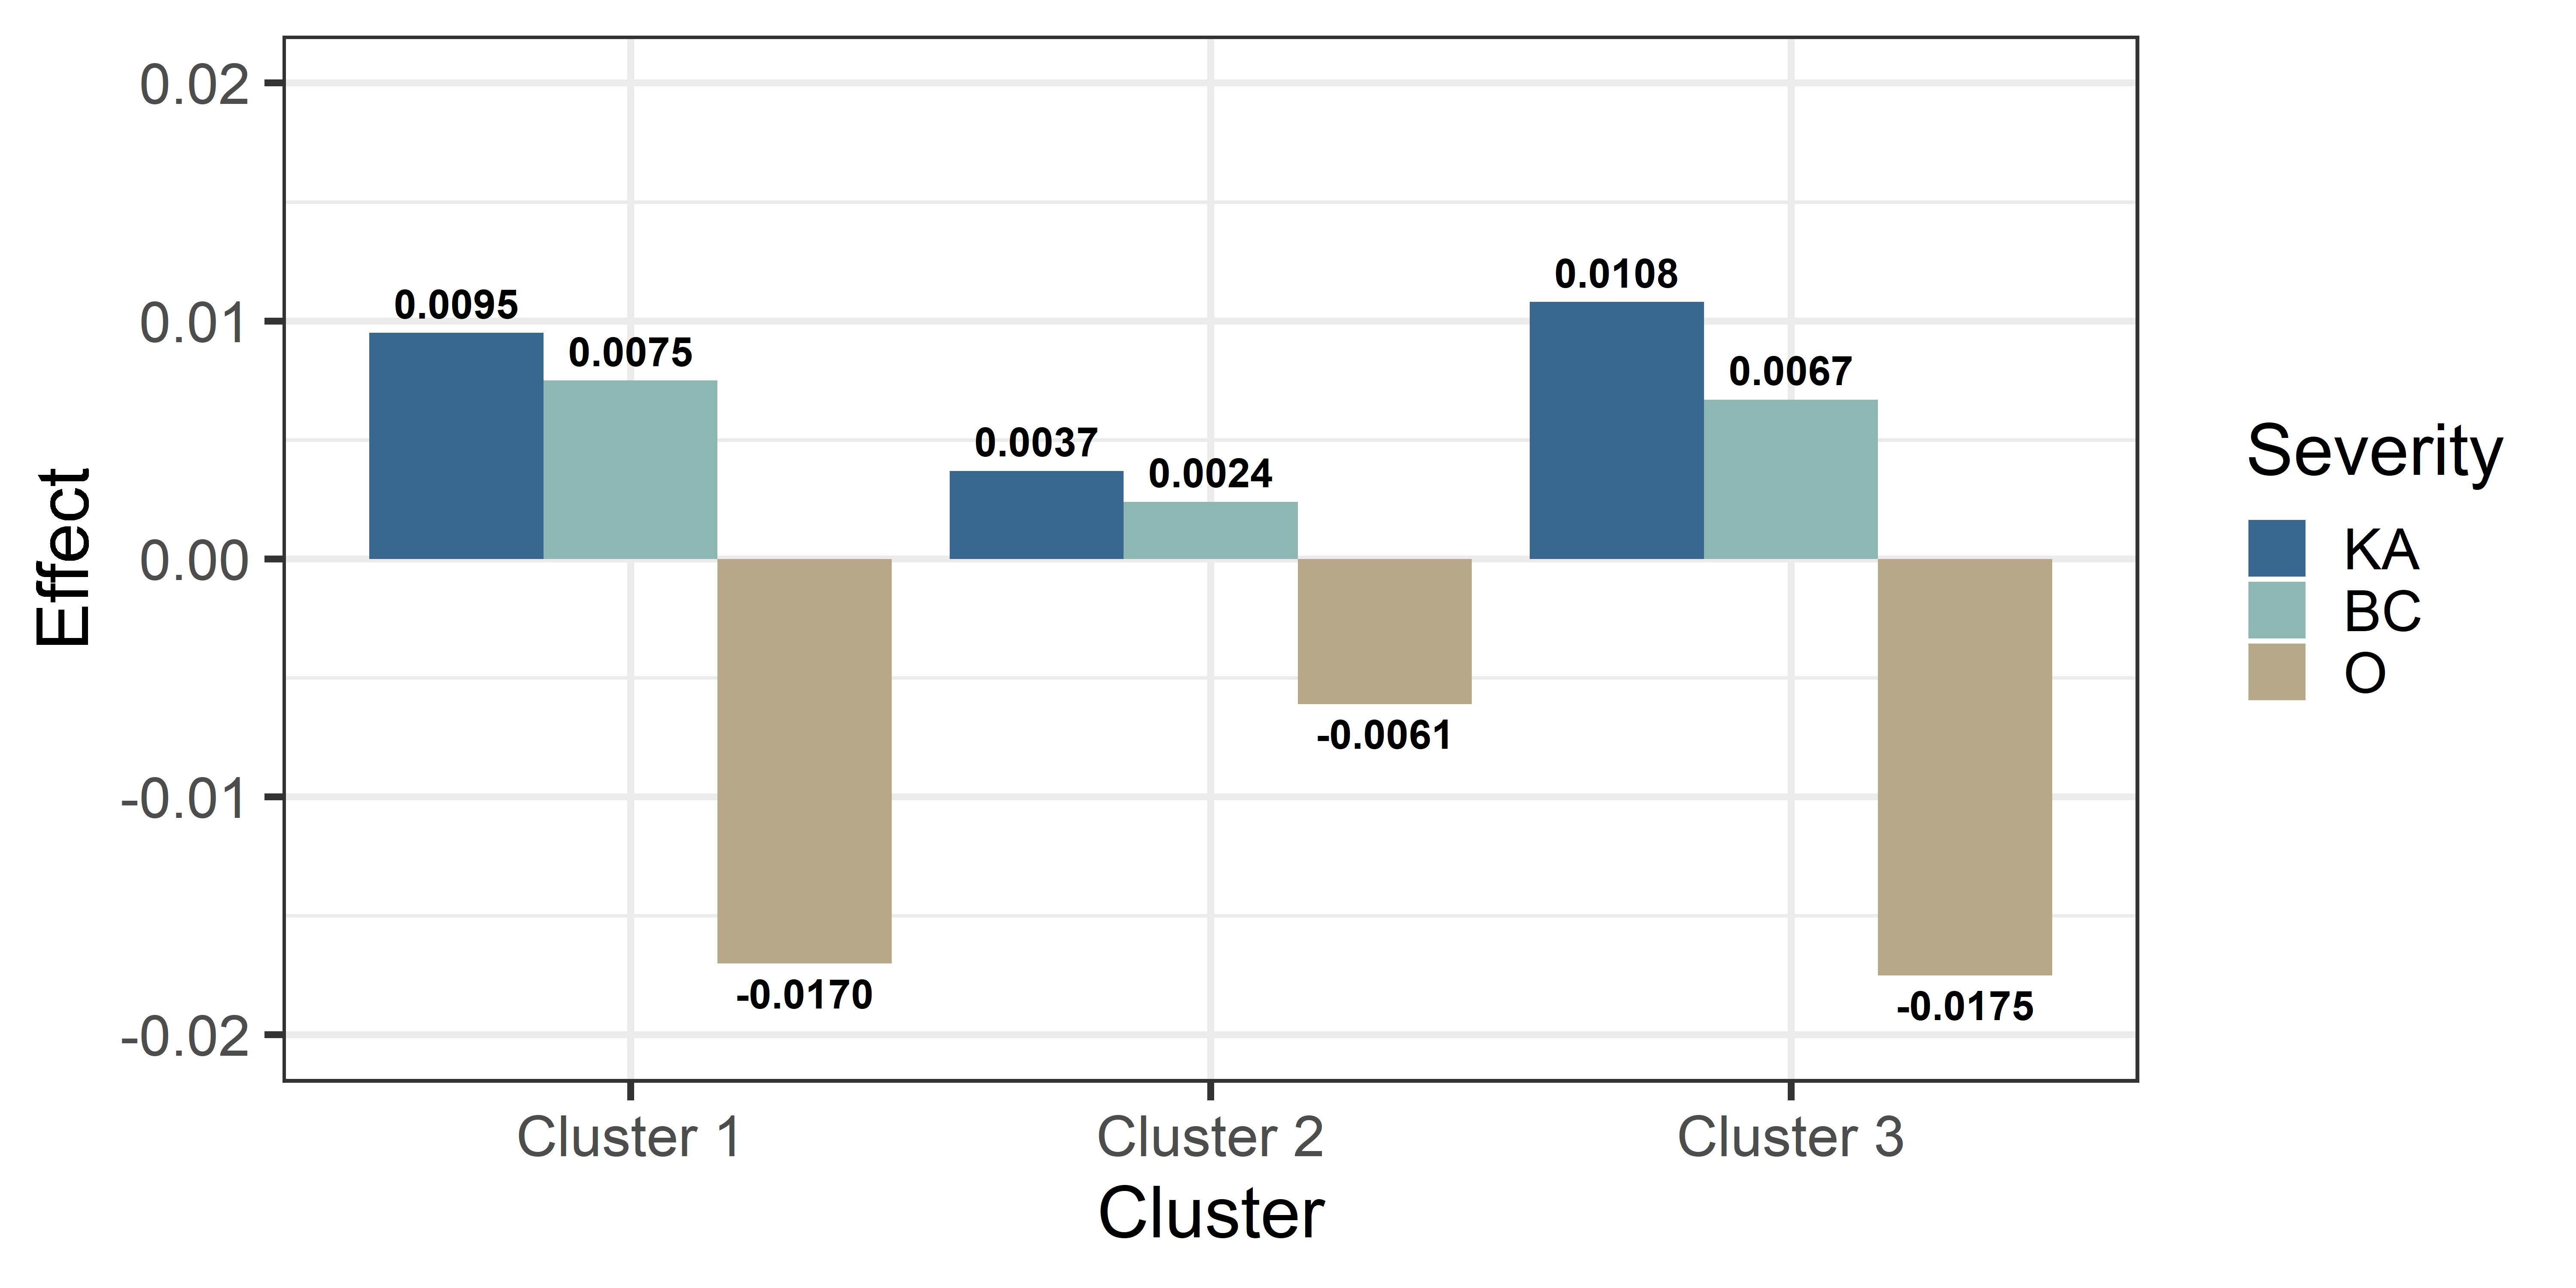 0.02
0.01
0.00
-0.01
-0.02
Effect
0.0095
0.0075
-0.0170
0.0037
0.0024
-0.0061
0.0108
0.0067
-0.0175
Cluster 1
Cluster 2
Cluster 3
Cluster
Severity
KA
BC
O